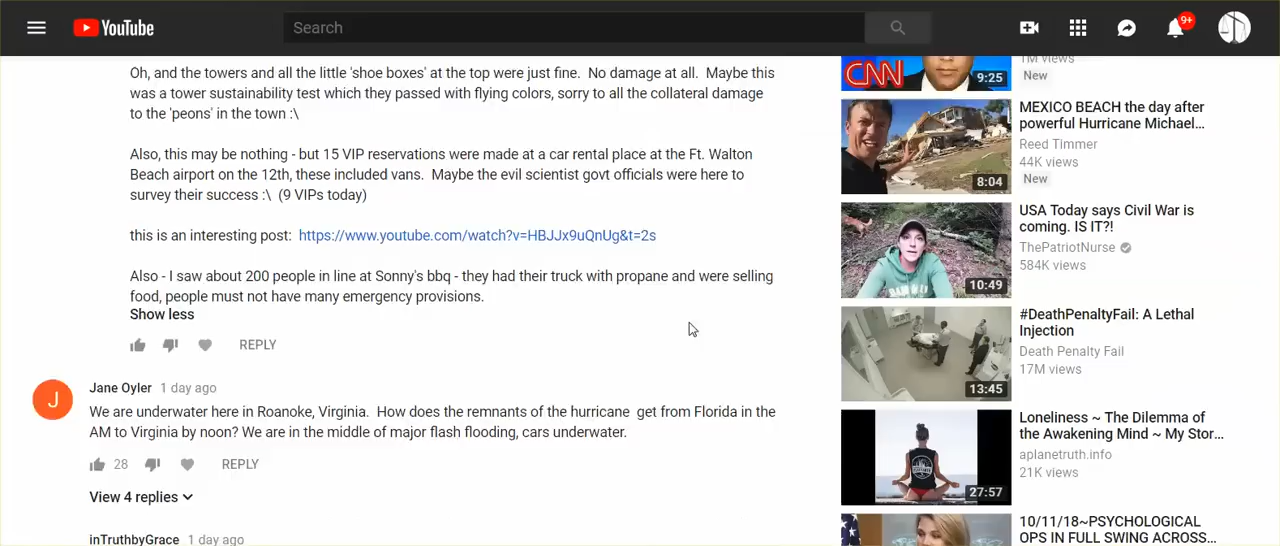 YouTube
Search
9+
Oh, and the towers and all the little 'shoe boxes' at the top were just fine.  No damage at all.  Maybe this
was a tower sustainability test which they passed with flying colors, sorry to all the collateral damage
to the 'peons' in the town :\
Also, this may be nothing - but 15 VIP reservations were made at a car rental place at the Ft. Walton
Beach airport on the 12th, these included vans.  Maybe the evil scientist govt officials were here to
survey their success :\  (9 VIPs today)
this is an interesting post:  https://www.youtube.com/watch?v=HBJJx9uQnUg&t=2s
Also - I saw about 200 people in line at Sonny's bbq - they had their truck with propane and were selling
food, people must not have many emergency provisions.
Show less
REPLY
J
Jane Oyler 1 day ago
We are underwater here in Roanoke, Virginia.  How does the remnants of the hurricane  get from Florida in the
AM to Virginia by noon? We are in the middle of major flash flooding, cars underwater.
28 REPLY
View 4 replies
inTruthbyGrace 1 day ago
CNN
9:25
1M views
New
8:04
MEXICO BEACH the day after
powerful Hurricane Michael...
Reed Timmer
44K views
New
10:49
USA Today says Civil War is
coming. IS IT?!
ThePatriotNurse
584K views
13:45
#DeathPenaltyFail: A Lethal
Injection
Death Penalty Fail
17M views
27:57
Loneliness ~ The Dilemma of
the Awakening Mind ~ My Stor...
aplanetruth.info
21K views
10/11/18~PSYCHOLOGICAL
OPS IN FULL SWING ACROSS...